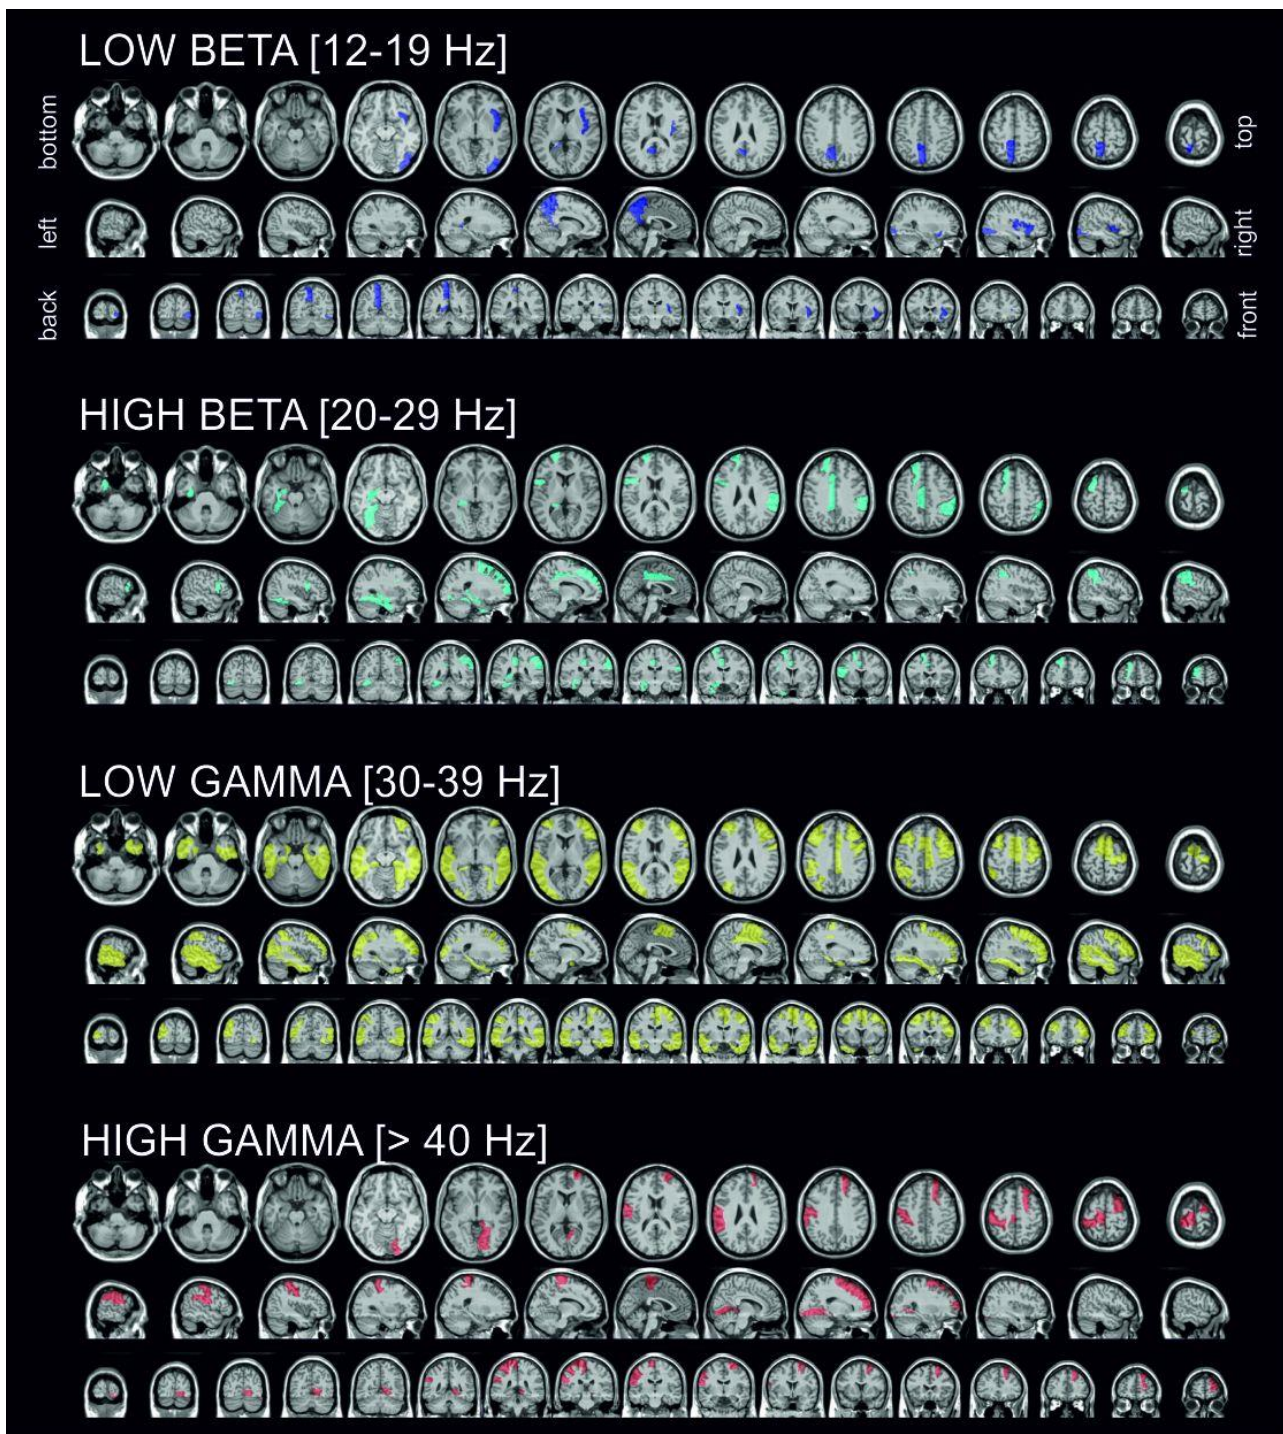 LOW BETA [12-19 Hz]
bottom
top
left
right
back
front
HIGH BETA [20-29 Hz]
LOW GAMMA [30-39 Hz]
HIGH GAMMA [> 40 Hz]